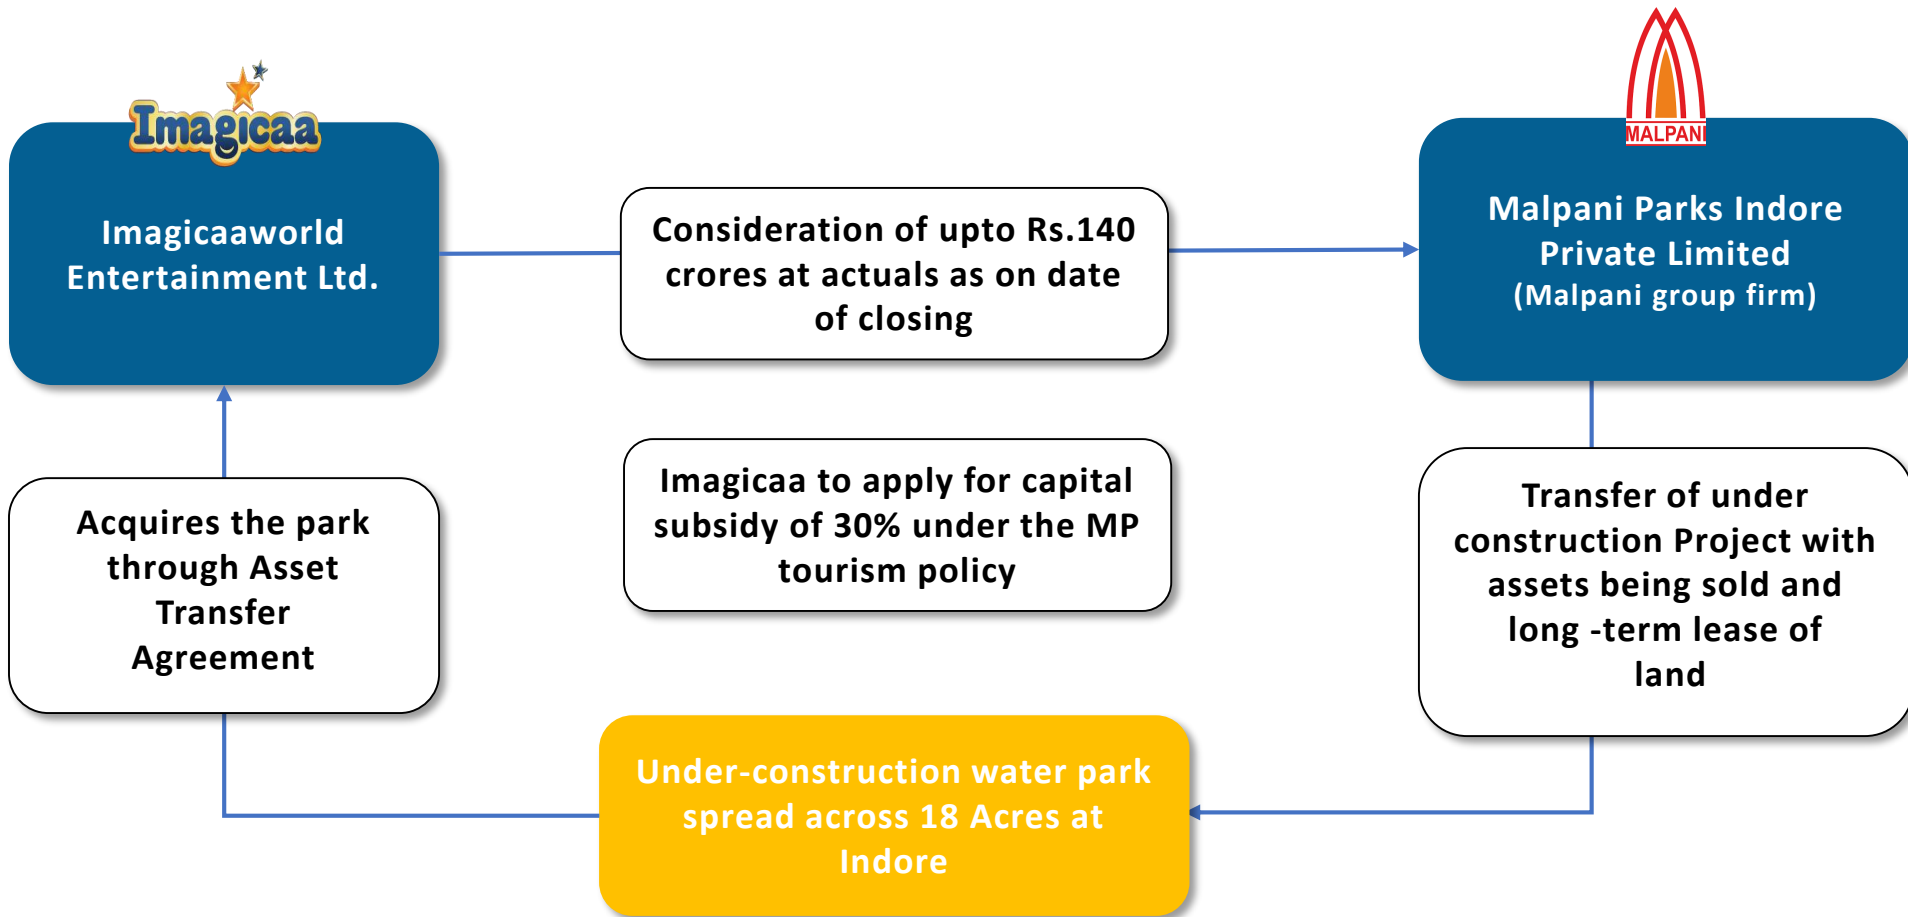 Imagicaa
Imagicaaworld
Entertainment Ltd.
Consideration of upto Rs.140
crores at actuals as on date
of closing
MALPANI
Malpani Parks Indore
Private Limited
(Malpani group firm)
Acquires the park
through Asset
Transfer
Agreement
Imagicaa to apply for capital
subsidy of 30% under the MP
tourism policy
Transfer of under
construction Project with
assets being sold and
long -term lease of
land
Under-construction water park
spread across 18 Acres at
Indore